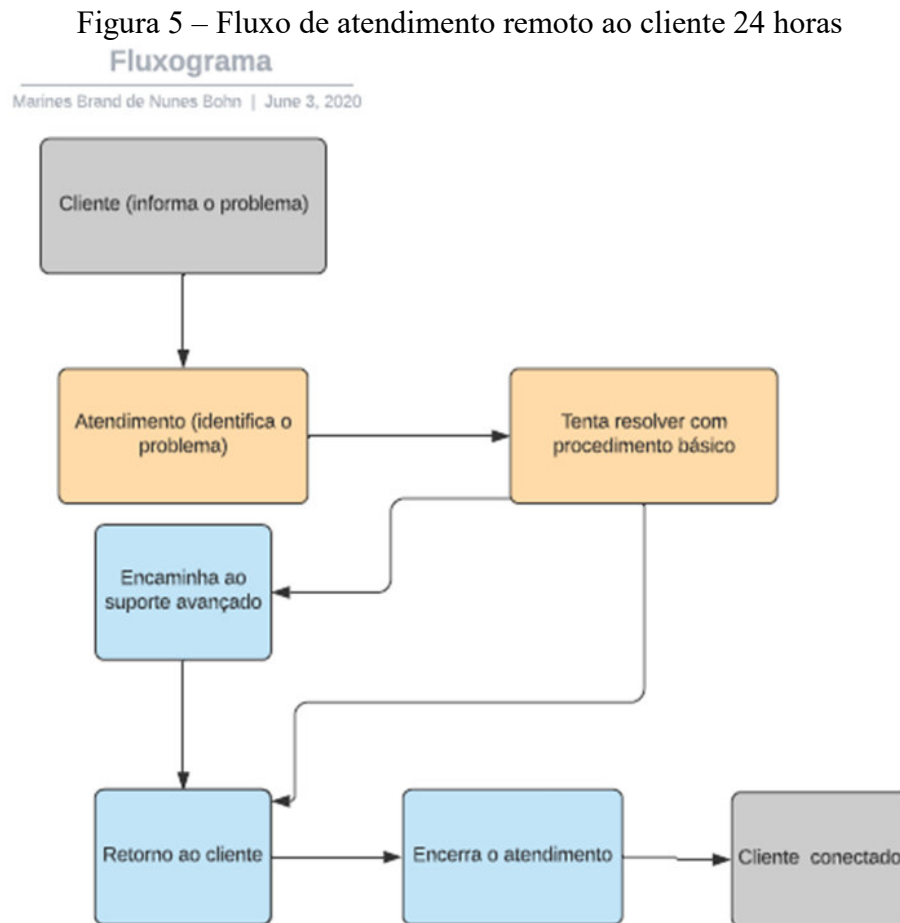 Figura 5 – Fluxo de atendimento remoto ao cliente 24 horas
Fluxograma
Marines Brand de Nunes Bohn | June 3, 2020
Cliente (informa o problema)
Atendimento (identifica o
problema)
Tenta resolver com
procedimento básico
Encaminha ao
suporte avançado
Retorno ao cliente
Encerra o atendimento
Cliente conectado